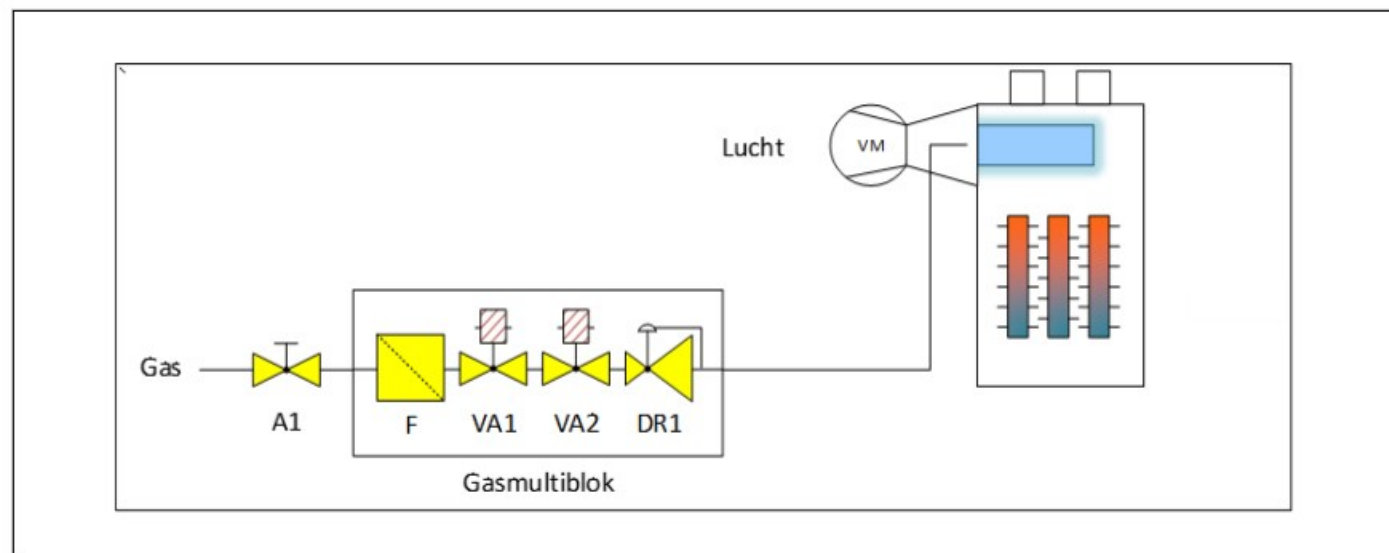 Lucht
VM
Gas
A1
F
VA1
VA2
DR1
Gasmultiblok